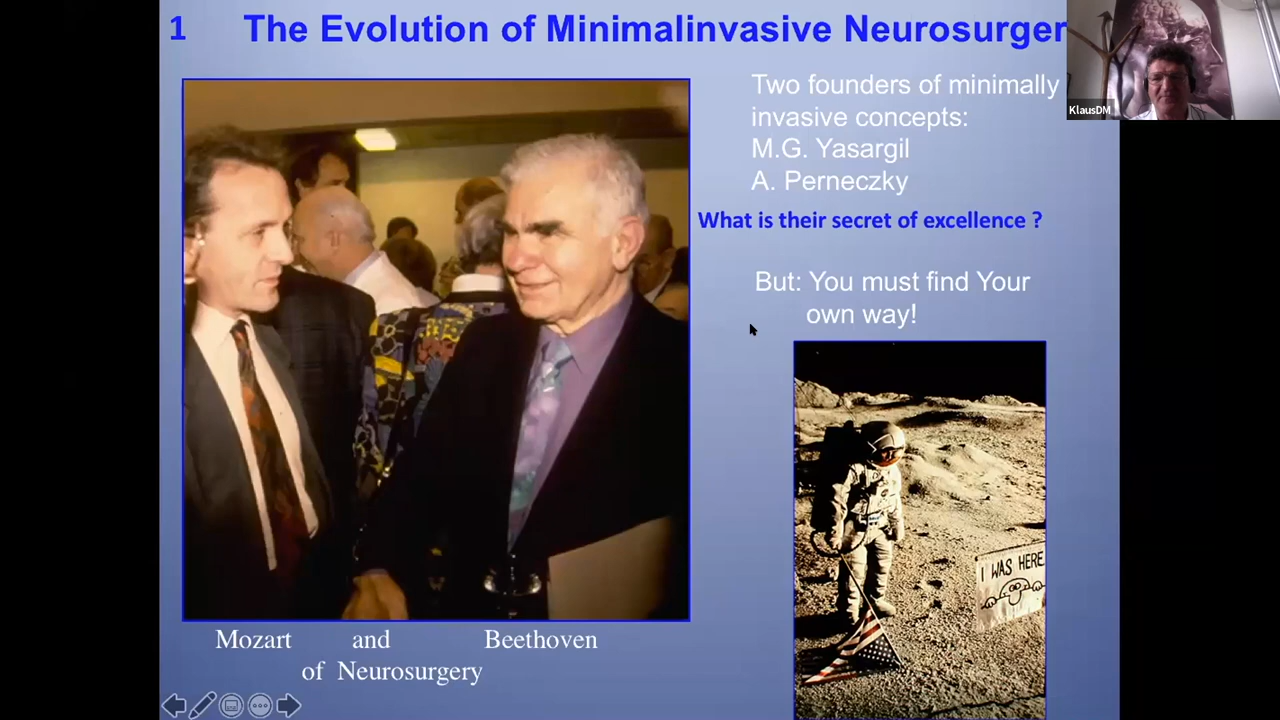 1 The Evolution of Minimalinvasive Neurosurger
KlausDM
Two founders of minimally
invasive concepts:
M.G. Yasargil
A. Perneczky
What is their secret of excellence ?
But: You must find Your
own way!
I WAS HERE
Mozart and Beethoven
of Neurosurgery